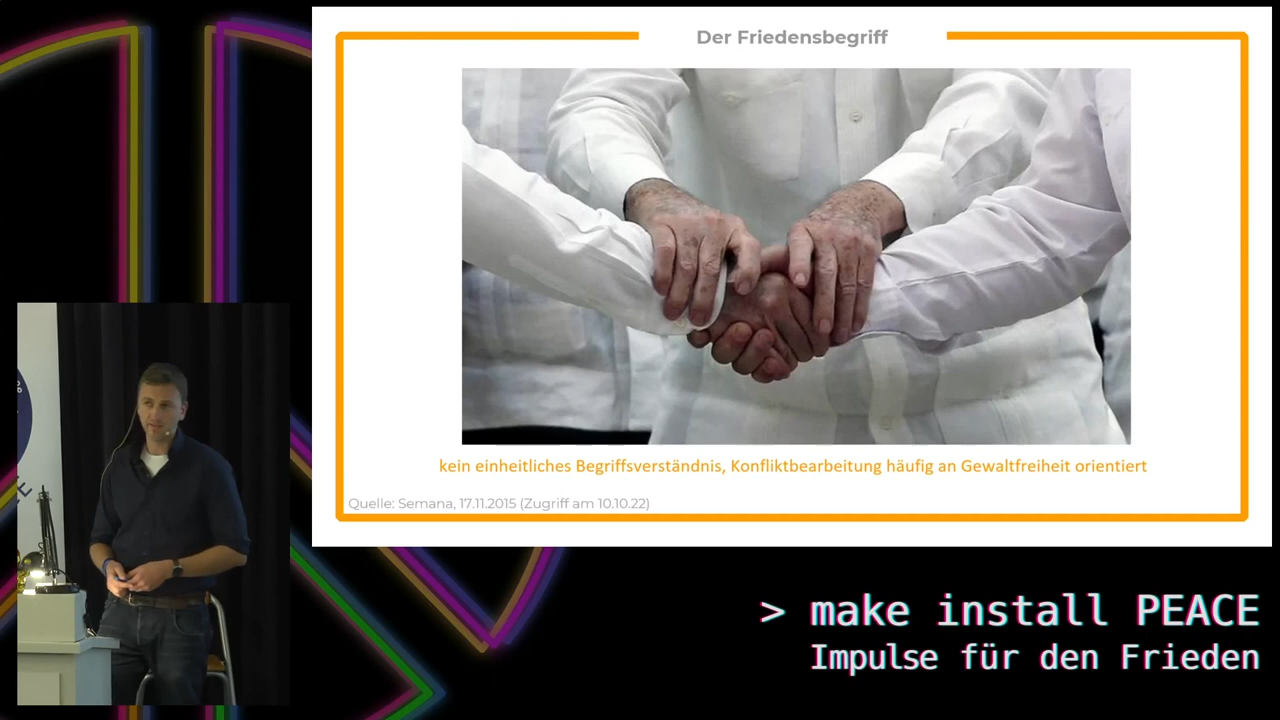 Der Friedensbegriff
kein einheitliches Begriffsverständnis, Konfliktbearbeitung häufig an Gewaltfreiheit orientiert
Quelle: Semana, 17.11.2015 (Zugriff am 10.10.22)
> make install PEACE
Impulse für den Frieden